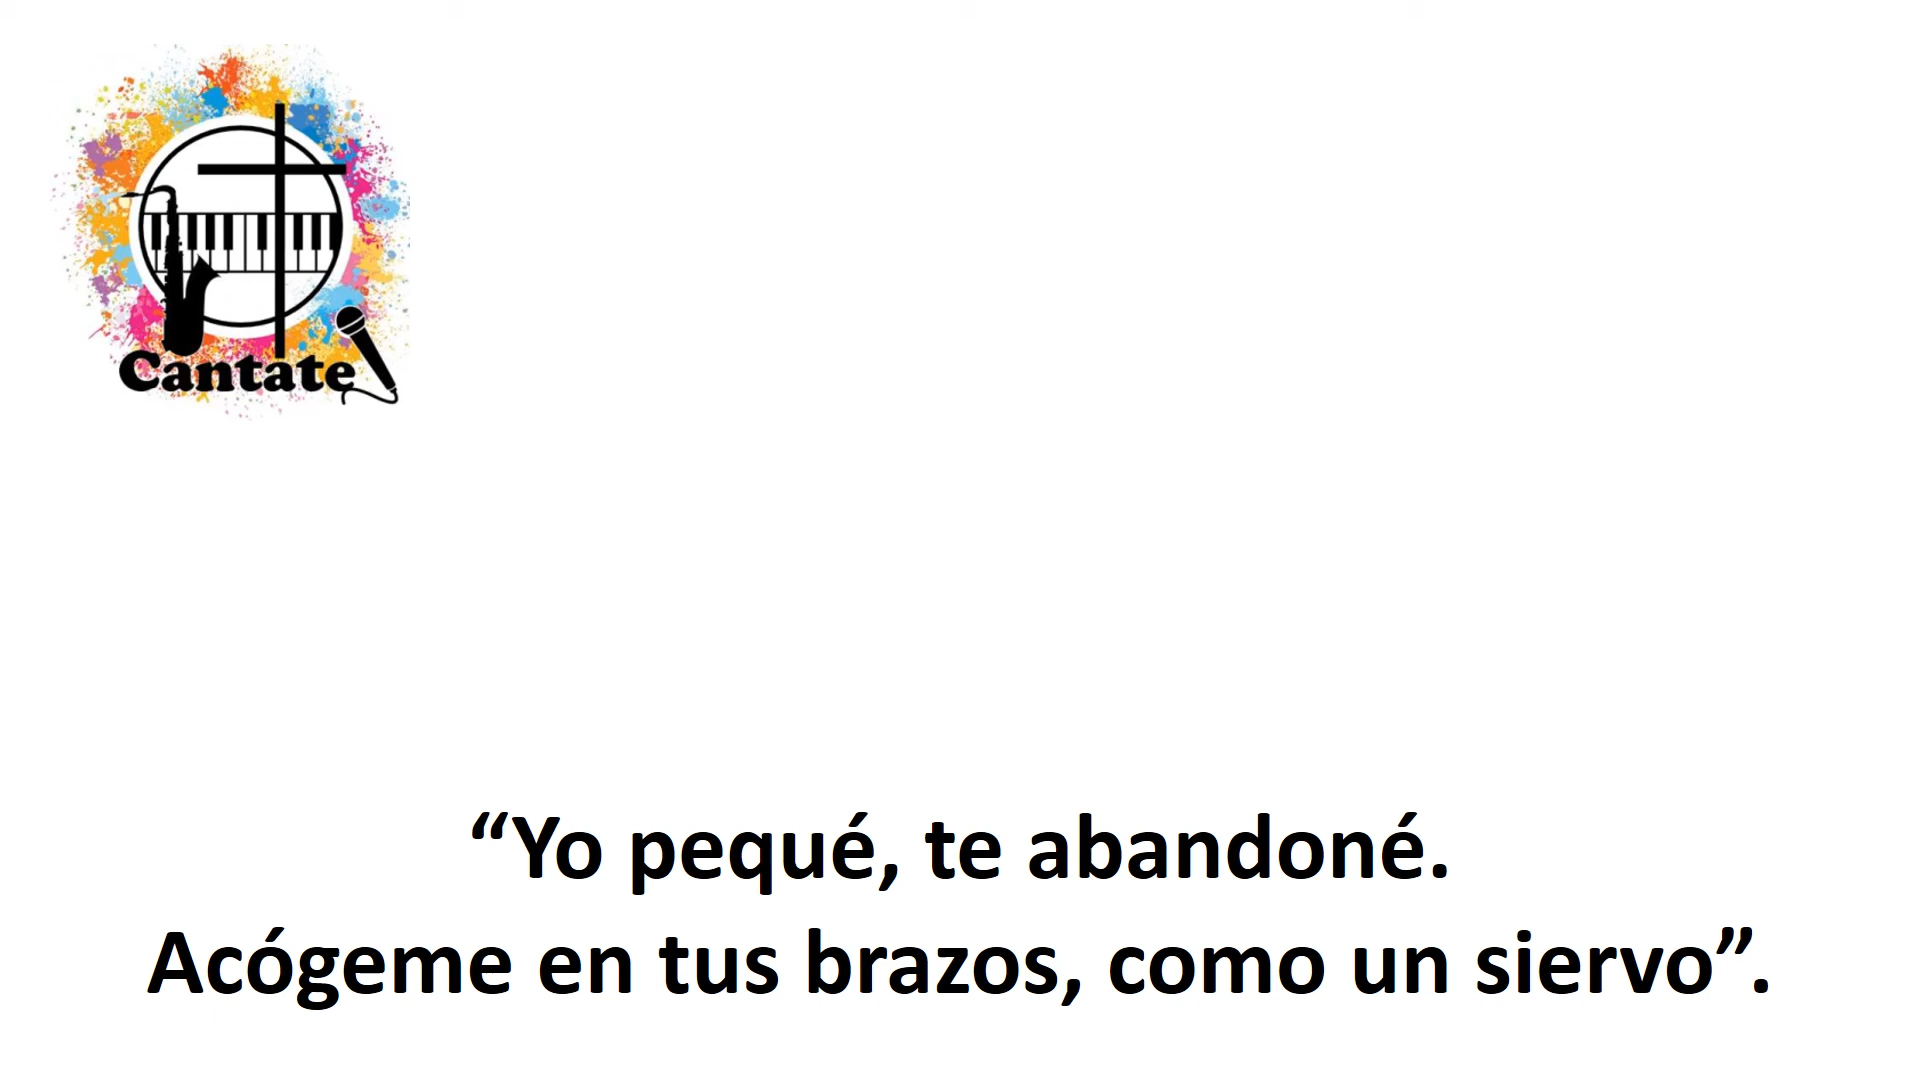 Cantate
“Yo pequé, te abandoné.
Acógeme en tus brazos, como un siervo”.